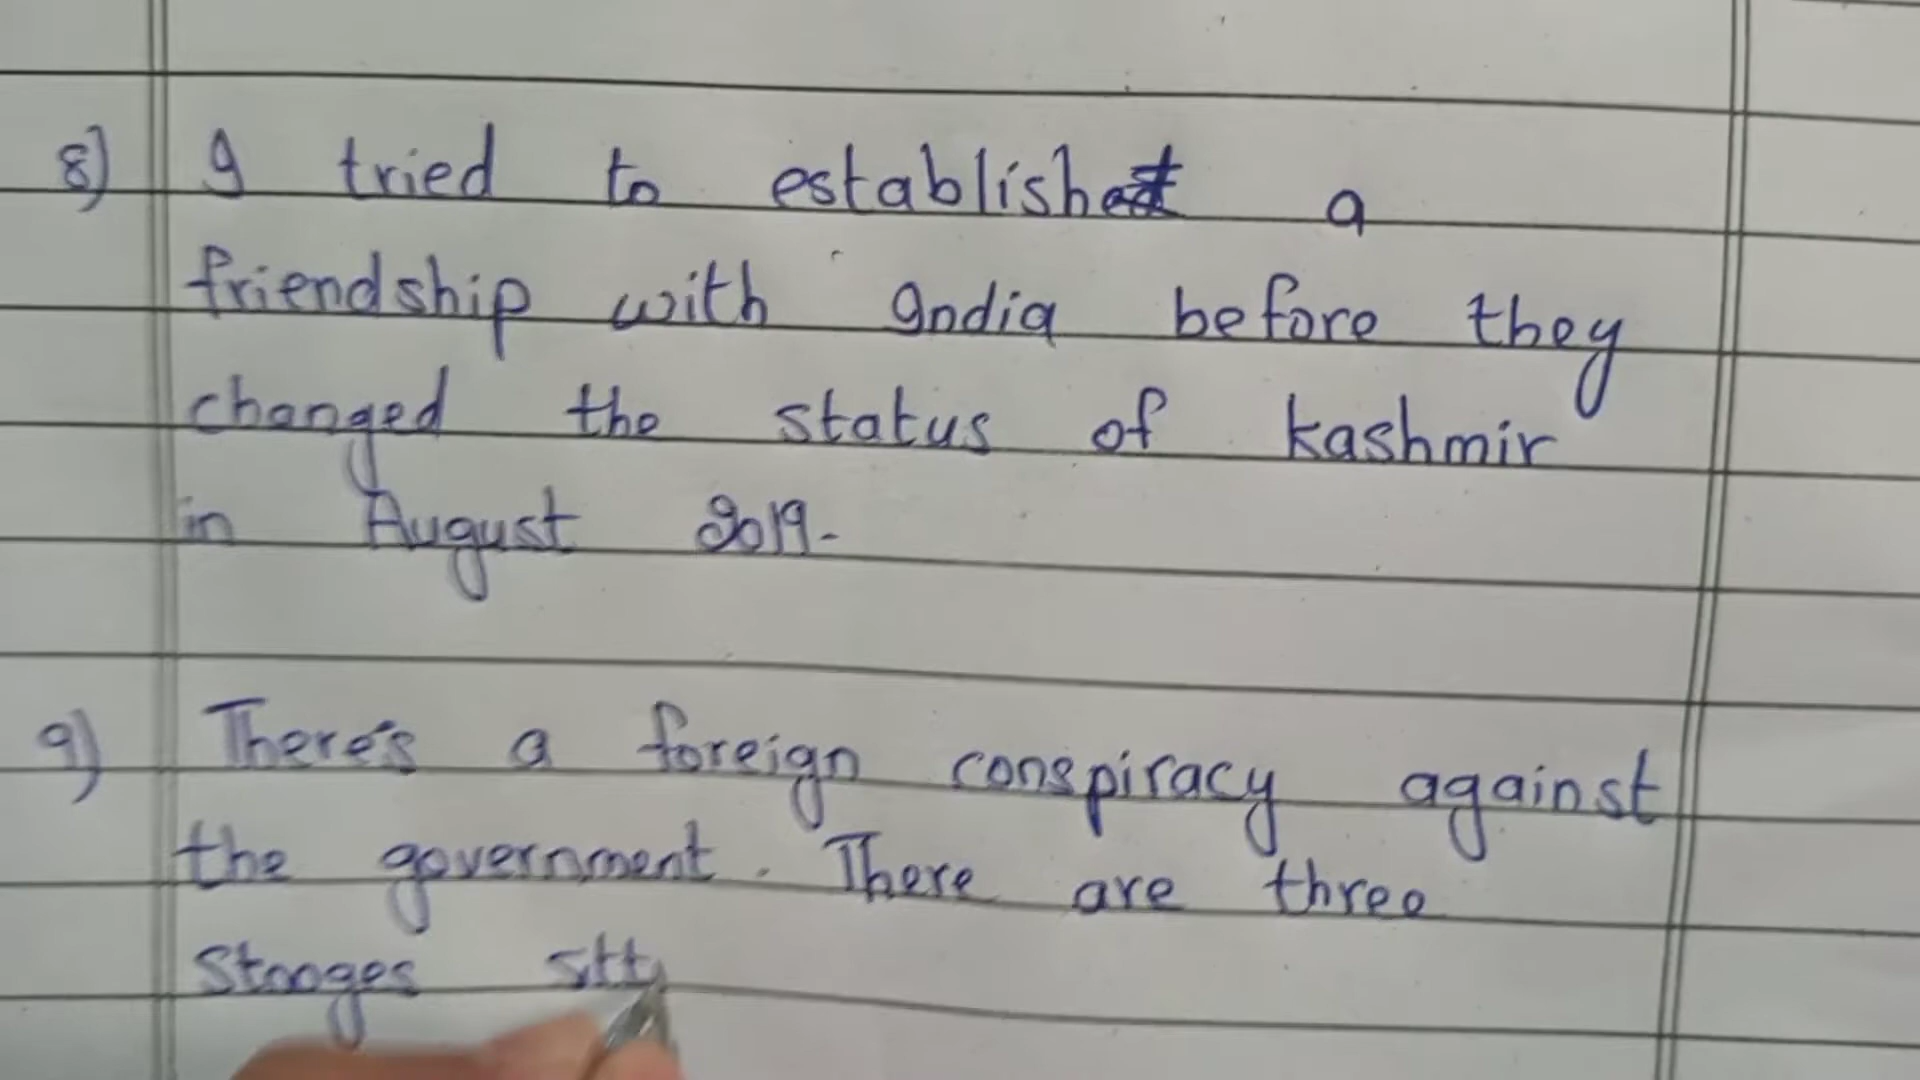 8) I tried to established a
friendship with India before they
changed the status of kashmir
in August 2019.
9) There's a foreign conspiracy against
the government. There are three
Stooges